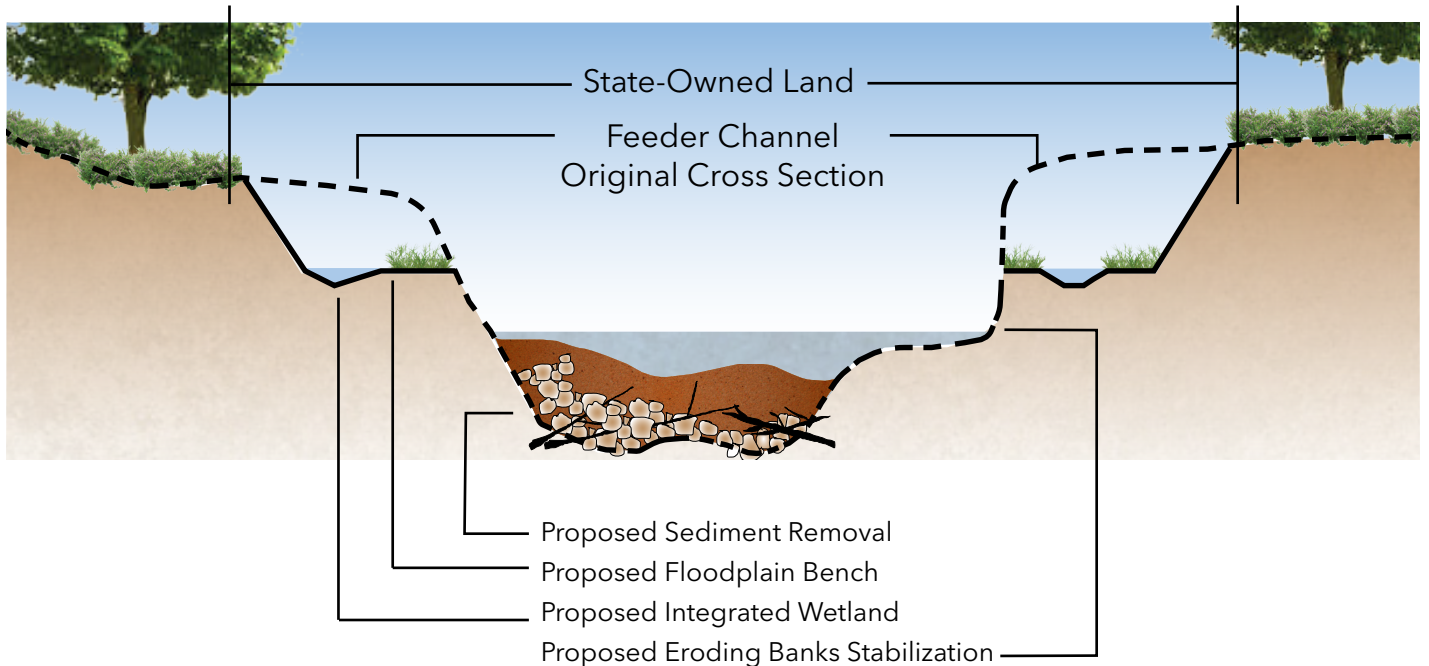 State-Owned Land
Feeder Channel
Original Cross Section
Proposed Sediment Removal
Proposed Floodplain Bench
Proposed Integrated Wetland
Proposed Eroding Banks Stabilization